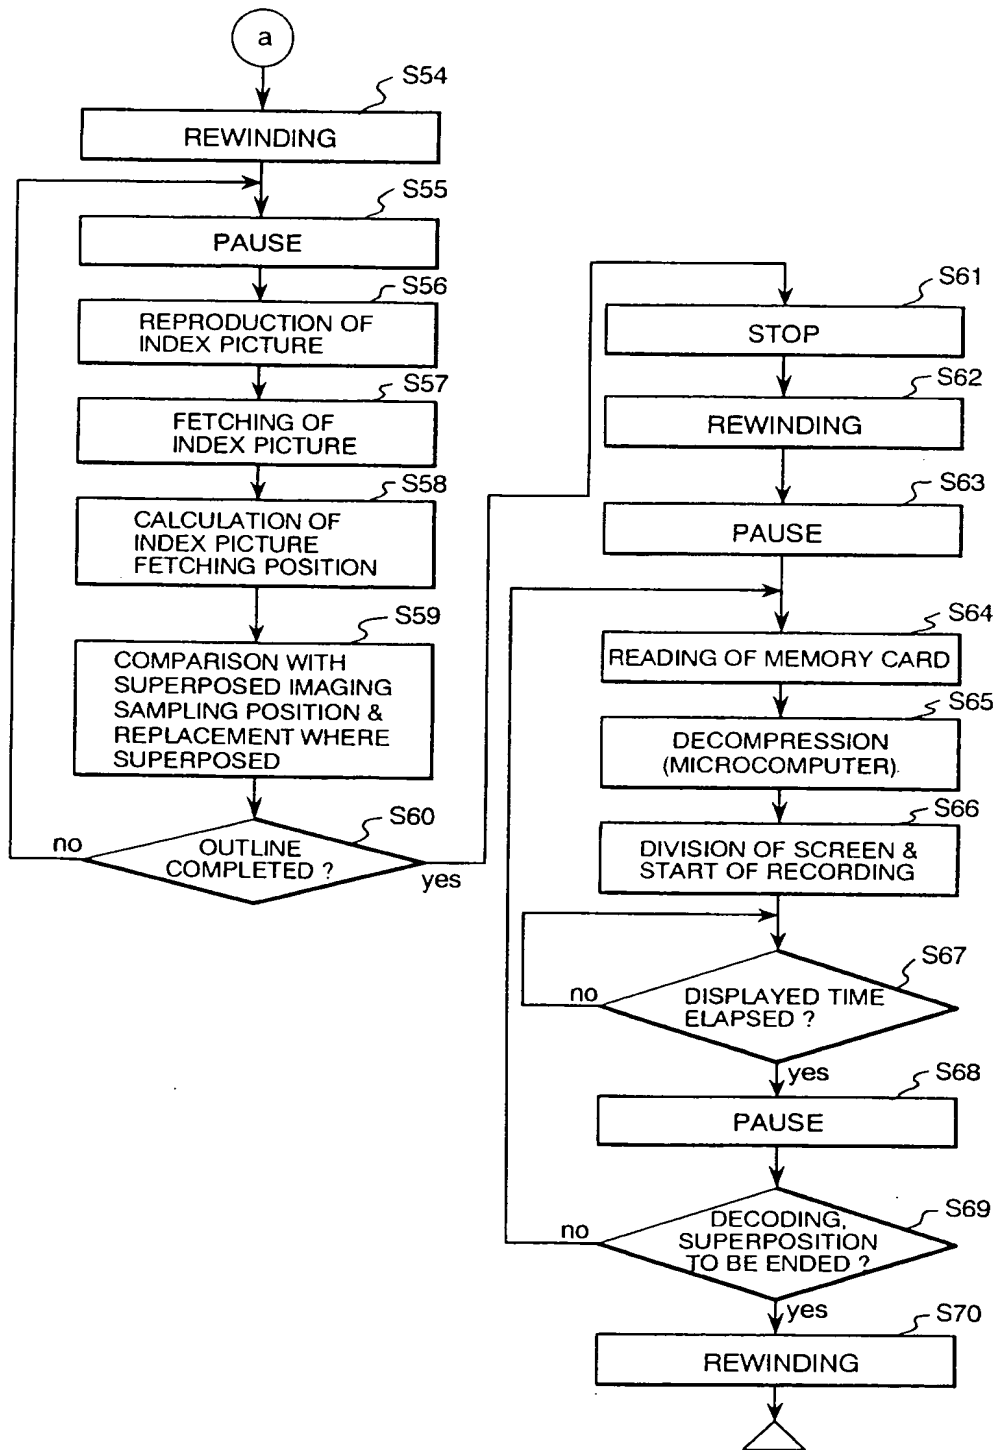 a
S54
REWINDING
S55
PAUSE
S56
REPRODUCTION OF
INDEX PICTURE
S57
FETCHING OF
INDEX PICTURE
S58
CALCULATION OF
INDEX PICTURE
FETCHING POSITION
S59
COMPARISON WITH
SUPERPOSED IMAGING
SAMPLING POSITION &
REPLACEMENT WHERE
SUPERPOSED
S60
no
OUTLINE
COMPLETED ?
yes
S61
STOP
S62
REWINDING
S63
PAUSE
S64
READING OF MEMORY CARD
S65
DECOMPRESSION
(MICROCOMPUTER)
S66
DIVISION OF SCREEN &
START OF RECORDING
S67
no
DISPLAYED TIME
ELAPSED ?
yes
S68
PAUSE
S69
no
DECODING,
SUPERPOSITION
TO BE ENDED ?
yes
S70
REWINDING